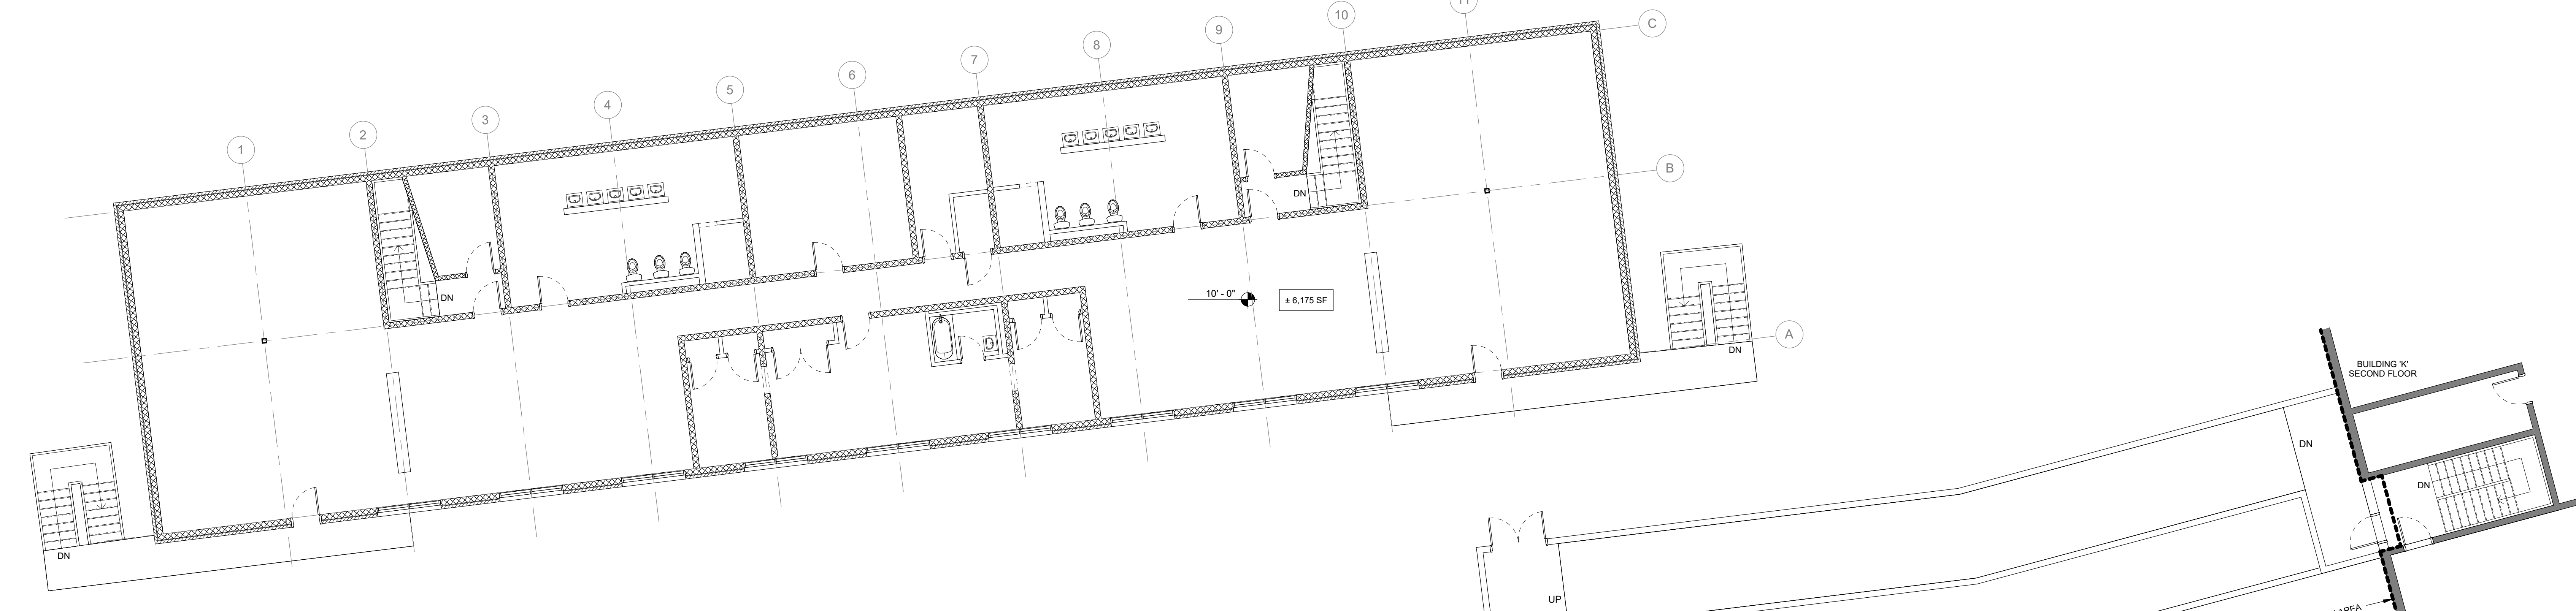 11
10
C
9
8
7
6
5
4
3
2
1
B
DN
DN
10' - 0"
± 6,175 SF
A
DN
BUILDING 'K'
SECOND FLOOR
DN
DN
DN
UP
AREA